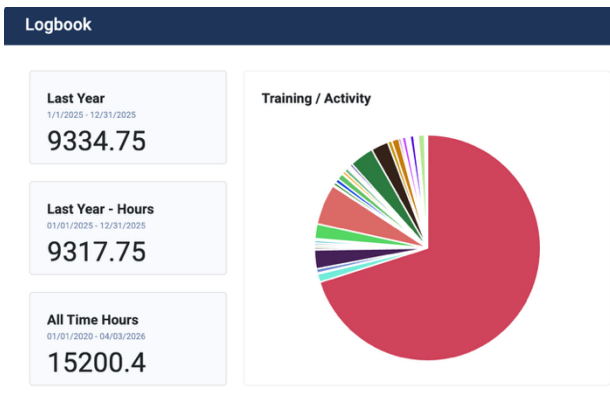 Logbook
Last Year
1/1/2025 - 12/31/2025
9334.75
Last Year - Hours
01/01/2025 - 12/31/2025
9317.75
All Time Hours
01/01/2020 - 04/03/2026
15200.4
Training / Activity